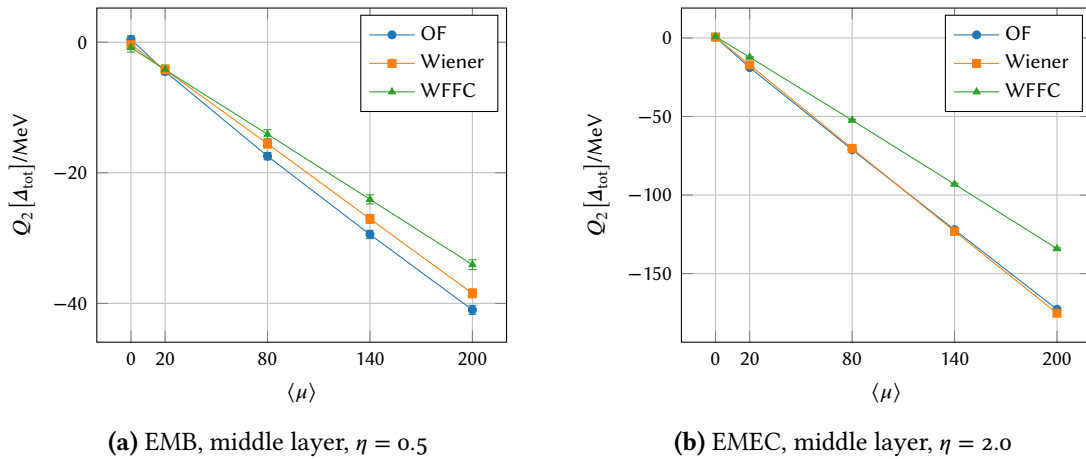 0
−20
−40
Q₂ [Δtot]/MeV
OF
Wiener
WFFC
0 20 80 140 200
⟨μ⟩
(a) EMB, middle layer, η = 0.5
0
−50
−100
−150
Q₂ [Δtot]/MeV
OF
Wiener
WFFC
0 20 80 140 200
⟨μ⟩
(b) EMEC, middle layer, η = 2.0